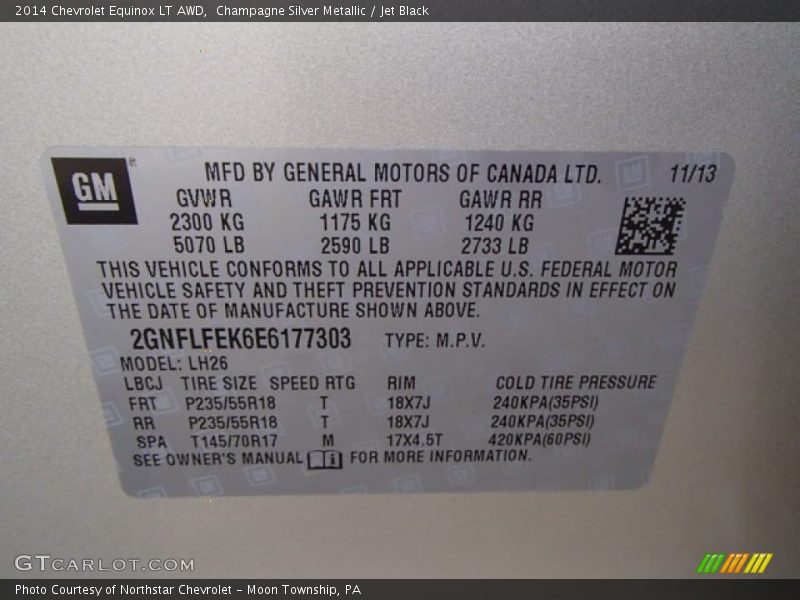 2014 Chevrolet Equinox LT AWD,  Champagne Silver Metallic / Jet Black
GM®
MFD BY GENERAL MOTORS OF CANADA LTD. 11/13
GVWR GAWR FRT GAWR RR
2300 KG 1175 KG 1240 KG
5070 LB 2590 LB 2733 LB
THIS VEHICLE CONFORMS TO ALL APPLICABLE U.S. FEDERAL MOTOR
VEHICLE SAFETY AND THEFT PREVENTION STANDARDS IN EFFECT ON
THE DATE OF MANUFACTURE SHOWN ABOVE.
2GNFLFEK6E6177303 TYPE: M.P.V.
MODEL: LH26
LBCJ TIRE SIZE SPEED RTG RIM COLD TIRE PRESSURE
FRT P235/55R18 T 18X7J 240KPA(35PSI)
RR P235/55R18 T 18X7J 240KPA(35PSI)
SPA T145/70R17 M 17X4.5T 420KPA(60PSI)
SEE OWNER'S MANUAL FOR MORE INFORMATION.
GTCARLOT.COM
Photo Courtesy of Northstar Chevrolet - Moon Township, PA